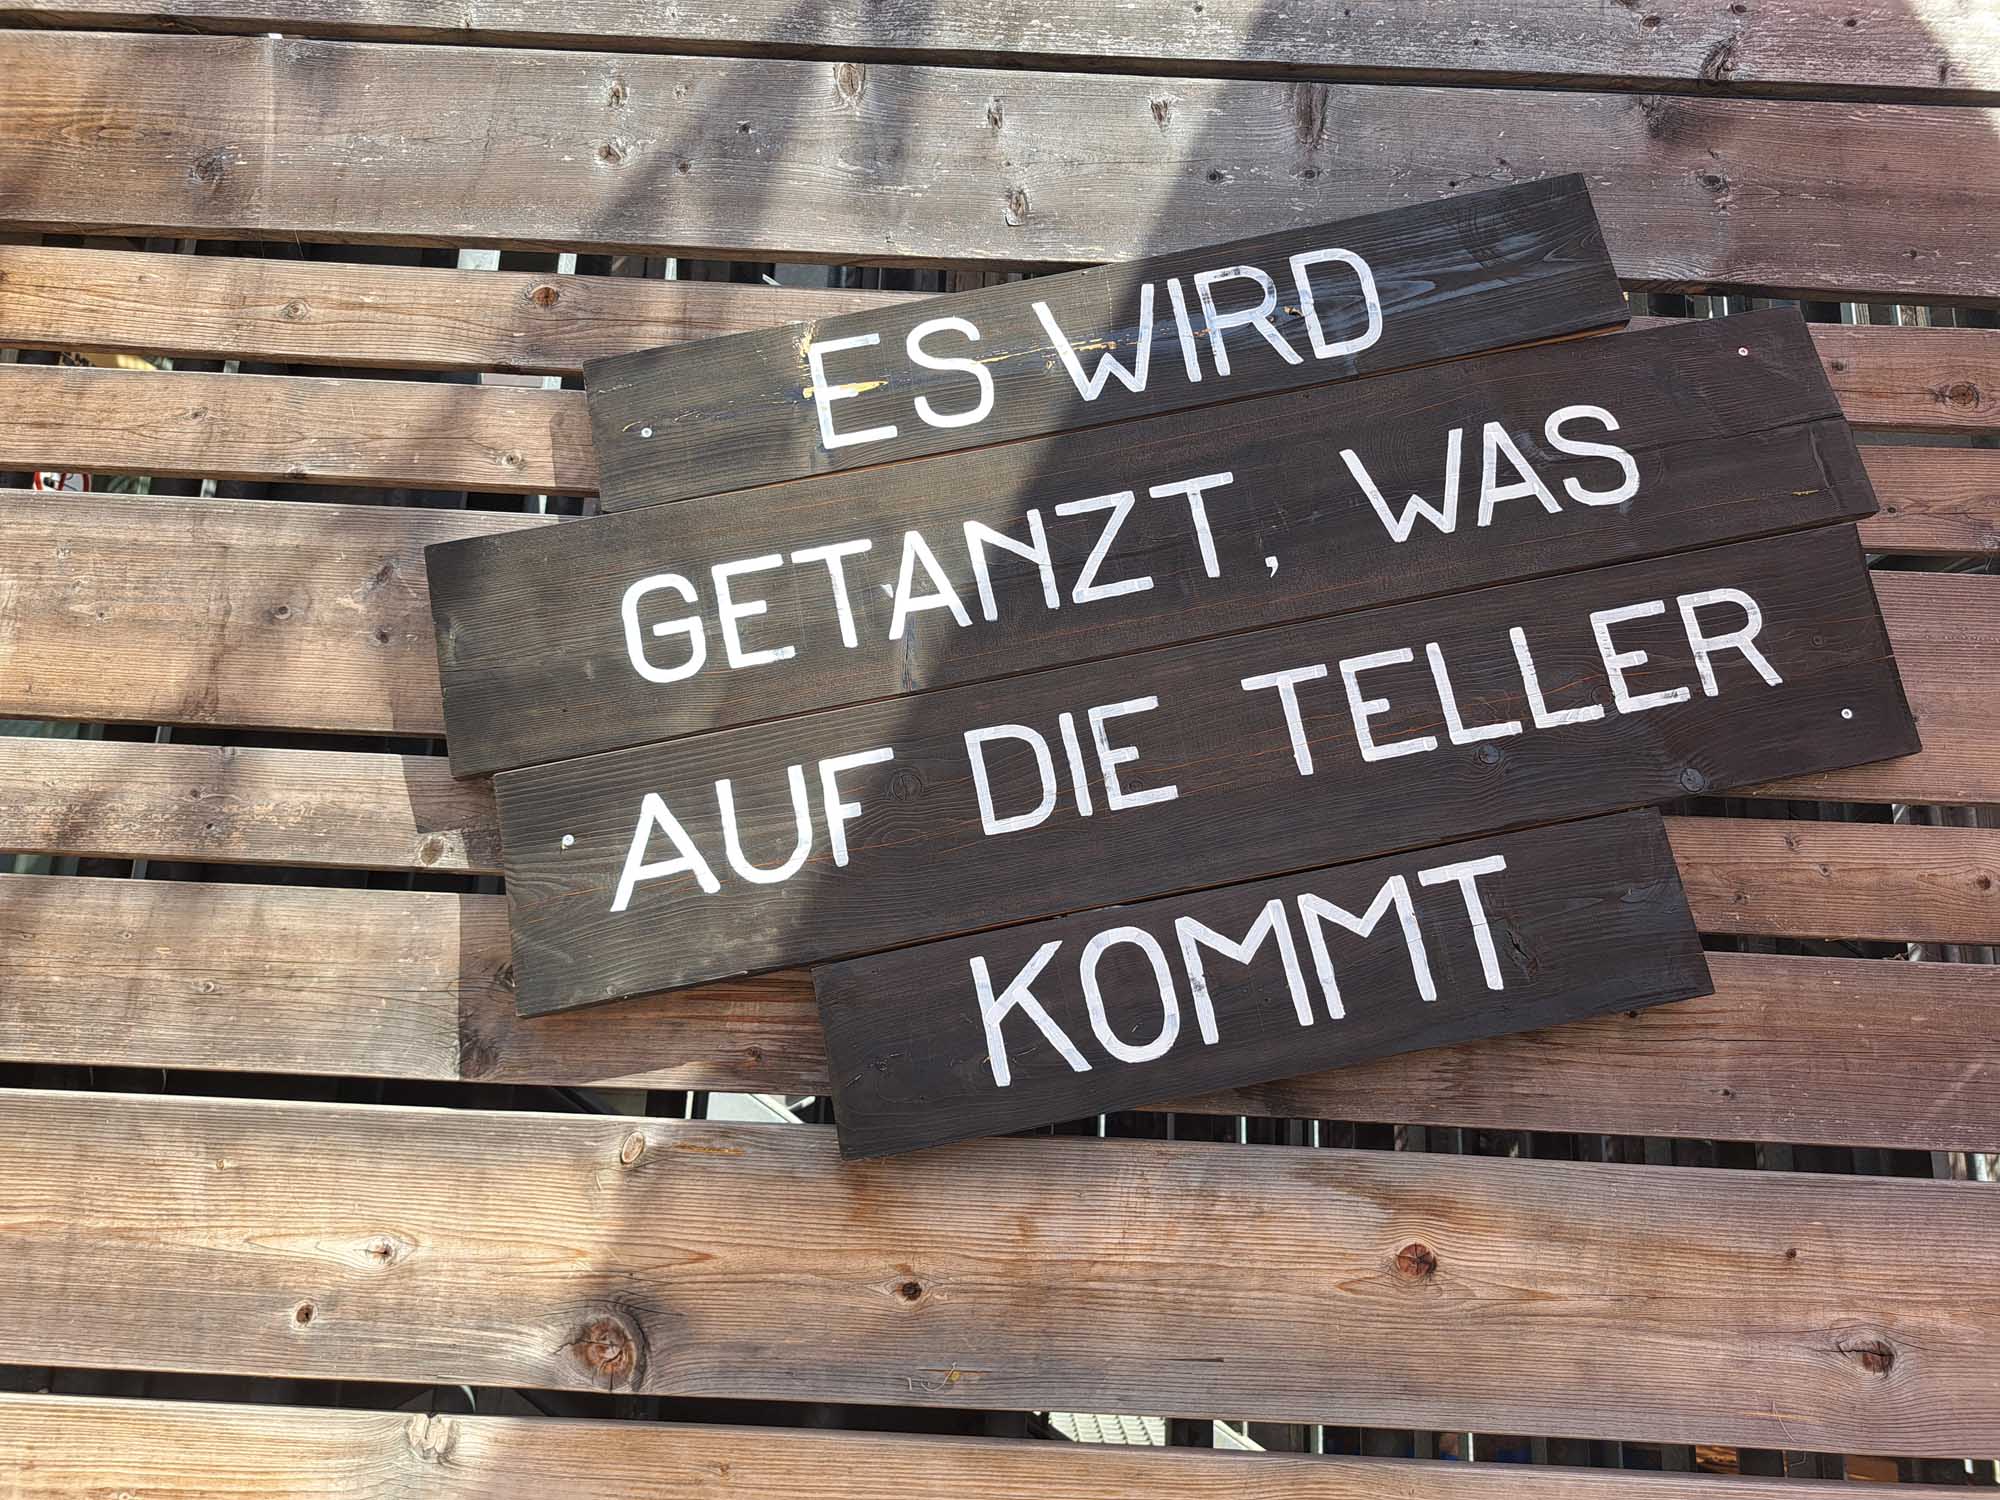 ES WIRD
GETANZT, WAS
AUF DIE TELLER
KOMMT